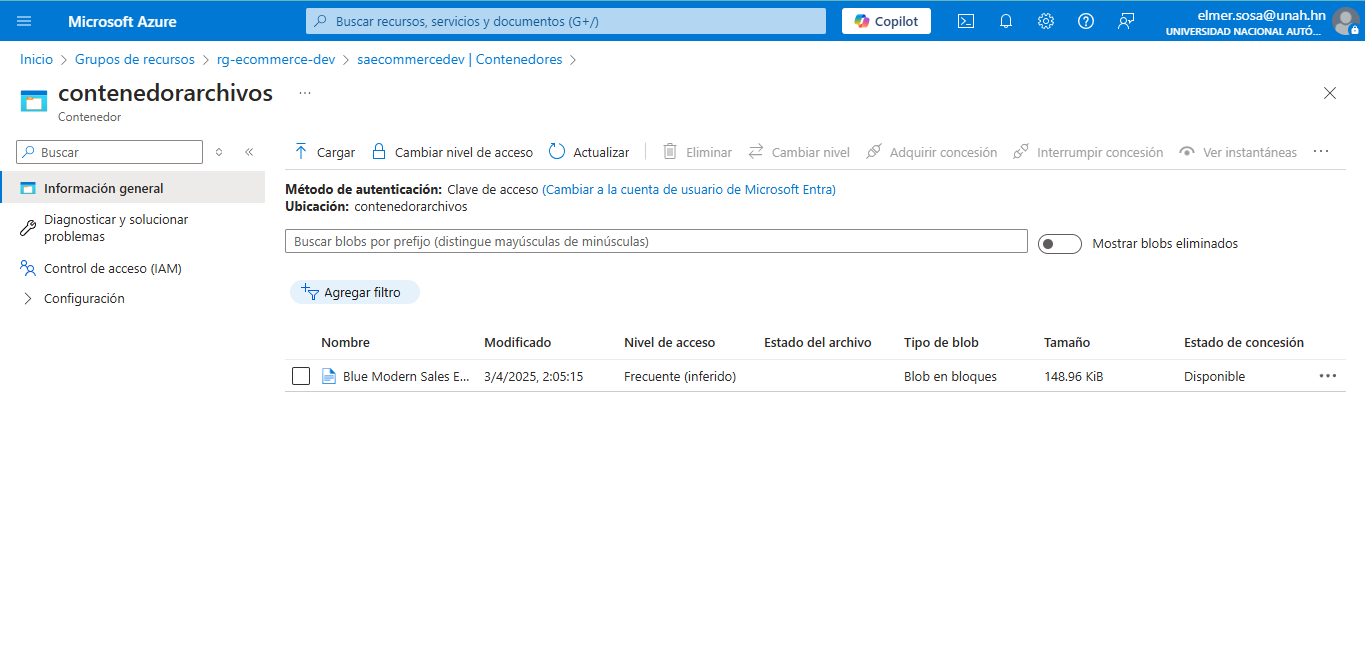 Microsoft Azure
Buscar recursos, servicios y documentos (G+/)
Copilot
elmer.sosa@unah.hn
UNIVERSIDAD NACIONAL AUTÓ...
Inicio > Grupos de recursos > rg-ecommerce-dev > saecommercedev | Contenedores >
contenedorarchivos ...
Contenedor
Buscar
Cargar Cambiar nivel de acceso Actualizar Eliminar Cambiar nivel Adquirir concesión Interrumpir concesión Ver instantáneas ...
Información general
Diagnosticar y solucionar
problemas
Control de acceso (IAM)
Configuración
Método de autenticación: Clave de acceso (Cambiar a la cuenta de usuario de Microsoft Entra)
Ubicación: contenedorarchivos
Buscar blobs por prefijo (distingue mayúsculas de minúsculas)
Mostrar blobs eliminados
Agregar filtro
Nombre Modificado Nivel de acceso Estado del archivo Tipo de blob Tamaño Estado de concesión
Blue Modern Sales E... 3/4/2025, 2:05:15 Frecuente (inferido) Blob en bloques 148.96 KiB Disponible ...